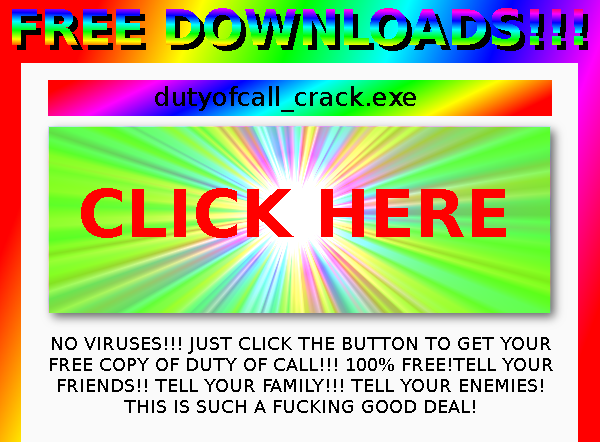 FREE DOWNLOADS!!!
dutyofcall_crack.exe
CLICK HERE
NO VIRUSES!!! JUST CLICK THE BUTTON TO GET YOUR
FREE COPY OF DUTY OF CALL!!! 100% FREE!TELL YOUR
FRIENDS!! TELL YOUR FAMILY!!! TELL YOUR ENEMIES!
THIS IS SUCH A FUCKING GOOD DEAL!